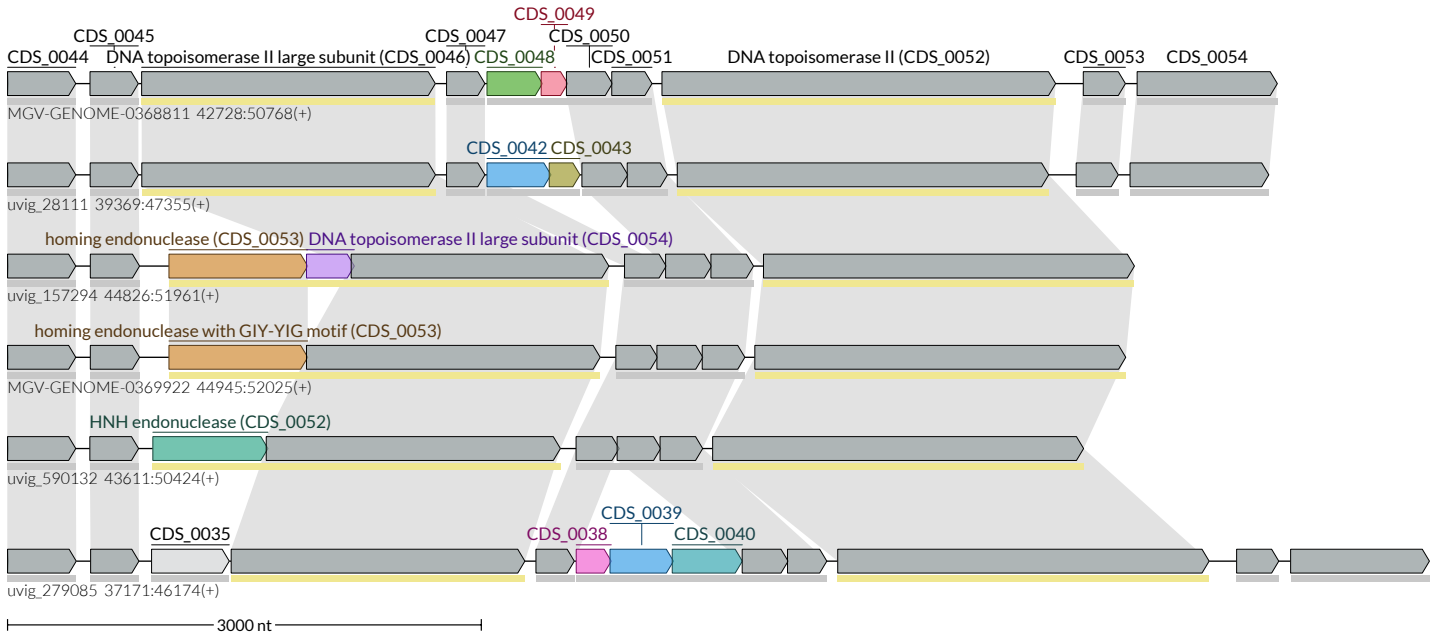 CDS_0049
CDS_0045 CDS_0047 CDS_0050
CDS_0044 DNA topoisomerase II large subunit (CDS_0046) CDS_0048 CDS_0051 DNA topoisomerase II (CDS_0052) CDS_0053 CDS_0054
MGV-GENOME-0368811 42728:50768(+)
CDS_0042 CDS_0043
uvig_28111 39369:47355(+)
homing endonuclease (CDS_0053) DNA topoisomerase II large subunit (CDS_0054)
uvig_157294 44826:51961(+)
homing endonuclease with GIY-YIG motif (CDS_0053)
MGV-GENOME-0369922 44945:52025(+)
HNH endonuclease (CDS_0052)
uvig_590132 43611:50424(+)
CDS_0039
CDS_0035 CDS_0038 CDS_0040
uvig_279085 37171:46174(+)
3000 nt